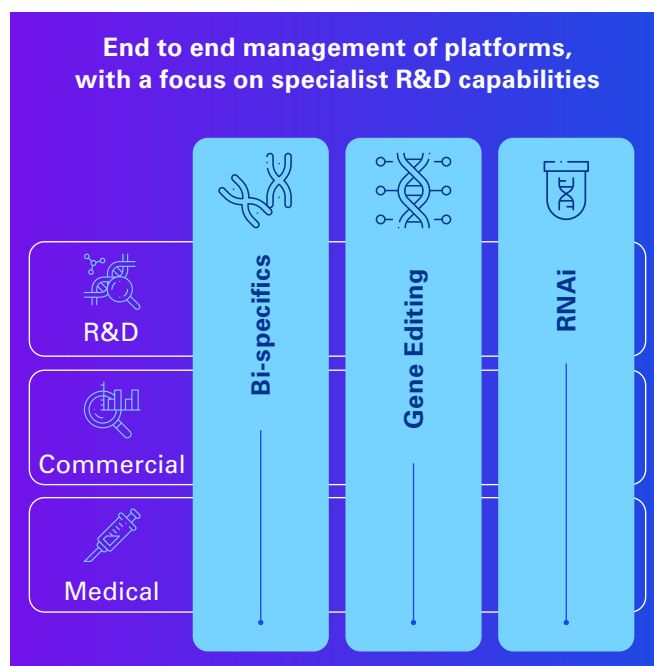 End to end management of platforms,
with a focus on specialist R&D capabilities
Bi-specifics
Gene Editing
RNAi
R&D
Commercial
Medical